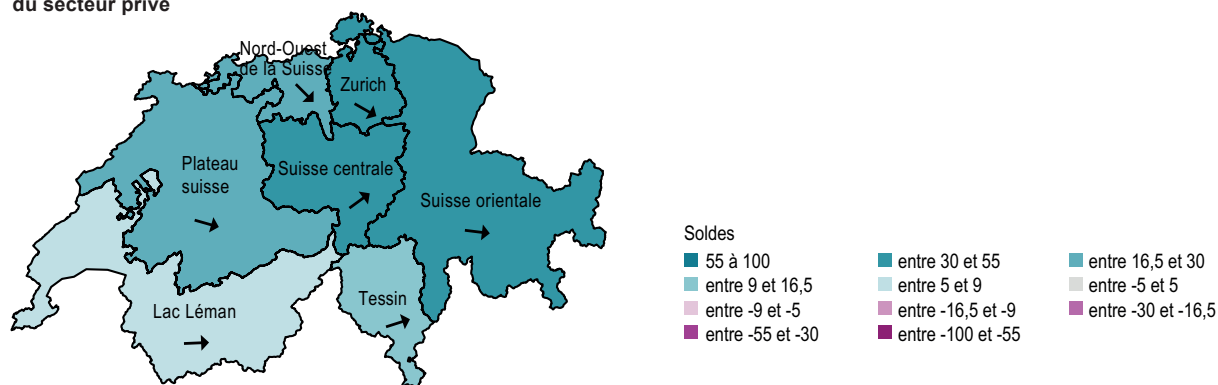 du secteur privé
Nord-Ouest
de la Suisse
Zurich
Plateau
suisse
Suisse centrale
Suisse orientale
Lac Léman
Tessin
Soldes
55 à 100
entre 30 et 55
entre 16,5 et 30
entre 9 et 16,5
entre 5 et 9
entre -5 et 5
entre -9 et -5
entre -16,5 et -9
entre -30 et -16,5
entre -55 et -30
entre -100 et -55